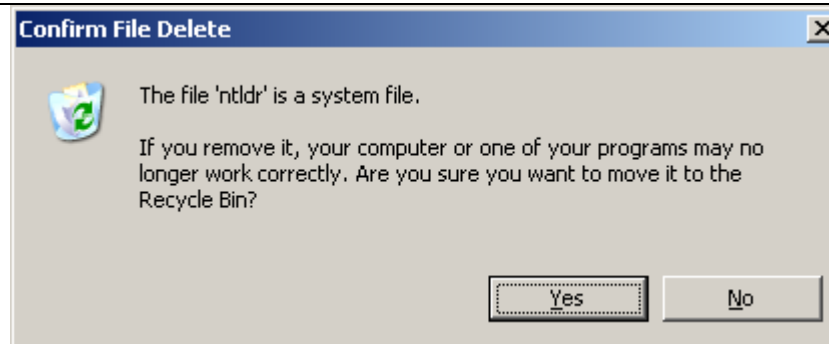 Confirm File Delete
The file 'ntldr' is a system file.
If you remove it, your computer or one of your programs may no
longer work correctly. Are you sure you want to move it to the
Recycle Bin?
Yes
No